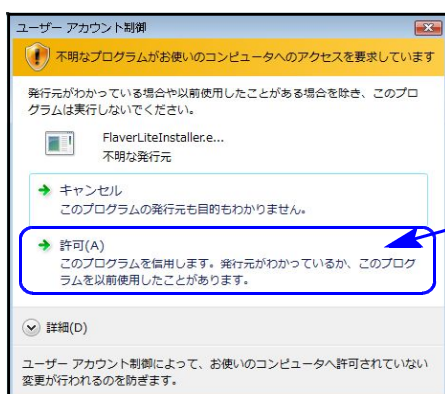 ユーザー アカウント制御
不明なプログラムがお使いのコンピュータへのアクセスを要求しています
発行元がわかっている場合や以前使用したことがある場合を除き、このプロ
グラムは実行しないでください。
FlaverLiteInstaller.e...
不明な発行元
キャンセル
このプログラムの発行元も目的もわかりません。
許可(A)
このプログラムを信用します。発行元がわかっているか、このプログ
ラムを以前使用したことがあります。
詳細(D)
ユーザー アカウント制御によって、お使いのコンピュータへ許可されていない
変更が行われるのを防ぎます。